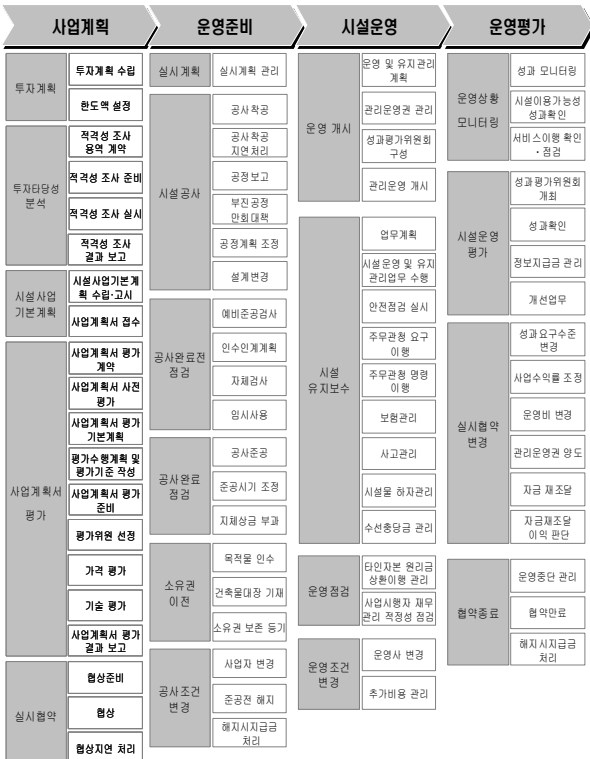 사업계획
운영준비
시설운영
운영평가
투자계획
투자계획 수립
한도액 설정
투자타당성
분석
적격성 조사
용역 계약
적격성 조사 준비
적격성 조사 실시
적격성 조사
결과 보고
시설사업
기본계획
시설사업기본계
획 수립·고시
사업계획서 접수
사업계획서
평가
사업계획서 평가
계약
사업계획서 사전
평가
사업계획서 평가
기본계획
평가수행계획 및
평가기준 작성
사업계획서 평가
준비
평가위원 선정
가격 평가
기술 평가
사업계획서 평가
결과 보고
실시협약
협상준비
협상
협상지연 처리
실시계획
실시계획 관리
시설공사
공사착공
공사착공
지연처리
공정보고
부진공정
만회대책
공정계획 조정
설계변경
공사완료전
점검
예비준공검사
인수인계계획
자체검사
임시사용
공사완료
점검
공사준공
준공시기 조정
지체상금 부과
소유권
이전
목적물 인수
건축물대장 기재
소유권 보존 등기
공사조건
변경
사업자 변경
준공전 해지
해지시지급금
처리
운영 개시
운영 및 유지관리
계획
관리운영권 관리
성과평가위원회
구성
관리운영 개시
시설
유지보수
업무계획
시설운영 및 유지
관리업무 수행
안전점검 실시
주무관청 요구
이행
주무관청 명령
이행
보험관리
사고관리
시설물 하자관리
수선충당금 관리
운영점검
타인자본 원리금
상환이행 관리
사업시행자 재무
관리 적정성 점검
운영조건
변경
운영사 변경
추가비용 관리
운영상황
모니터링
성과 모니터링
시설이용가능성
성과확인
서비스이행 확인
·점검
시설운영
평가
성과평가위원회
개최
성과확인
정보지급금 관리
개선업무
실시협약
변경
성과요구수준
변경
사업수익률 조정
운영비 변경
관리운영권 양도
자금 재조달
자금재조달
이익 판단
협약종료
운영중단 관리
협약만료
해지시지급금
처리